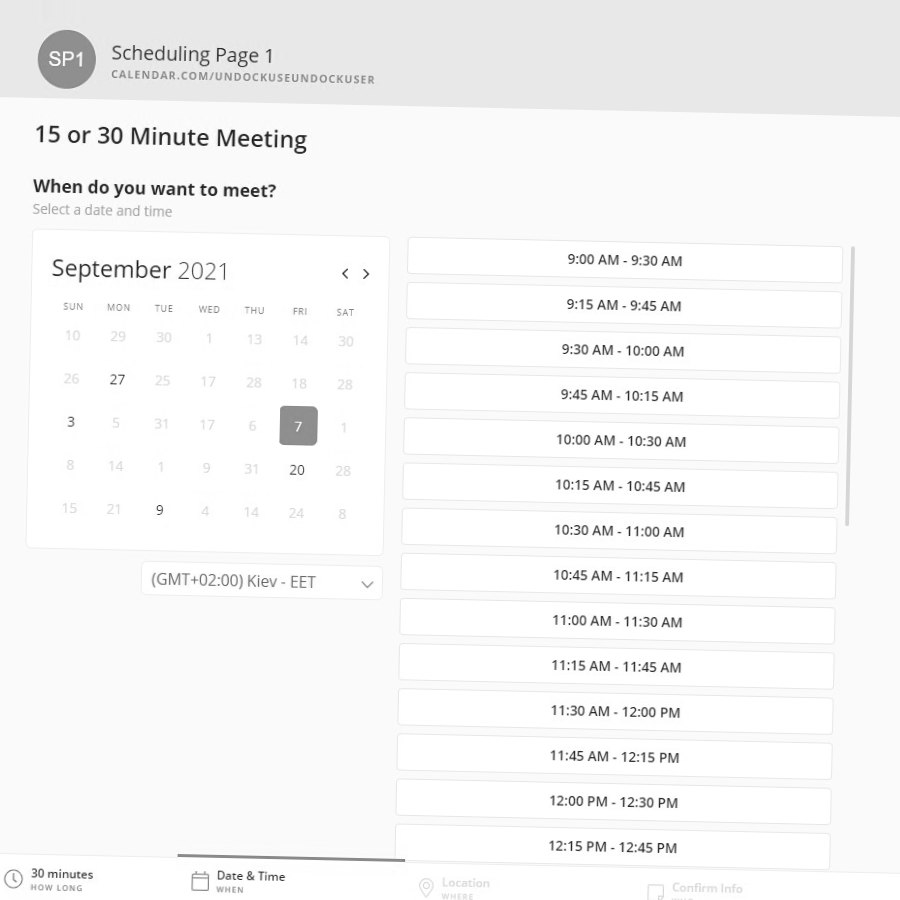 SP1
Scheduling Page 1
CALENDAR.COM/UNDOCKUSEUNDOCKUSER
15 or 30 Minute Meeting
When do you want to meet?
Select a date and time
September 2021
SUN MON TUE WED THU FRI SAT
10 29 30 1 13 14 30
26 27 25 17 28 18 28
3 5 31 17 6 7 1
8 14 1 9 31 20 28
15 21 9 4 14 24 8
(GMT+02:00) Kiev - EET
9:00 AM - 9:30 AM
9:15 AM - 9:45 AM
9:30 AM - 10:00 AM
9:45 AM - 10:15 AM
10:00 AM - 10:30 AM
10:15 AM - 10:45 AM
10:30 AM - 11:00 AM
10:45 AM - 11:15 AM
11:00 AM - 11:30 AM
11:15 AM - 11:45 AM
11:30 AM - 12:00 PM
11:45 AM - 12:15 PM
12:00 PM - 12:30 PM
12:15 PM - 12:45 PM
30 minutes
HOW LONG
Date & Time
WHEN
Location
WHERE
Confirm Info